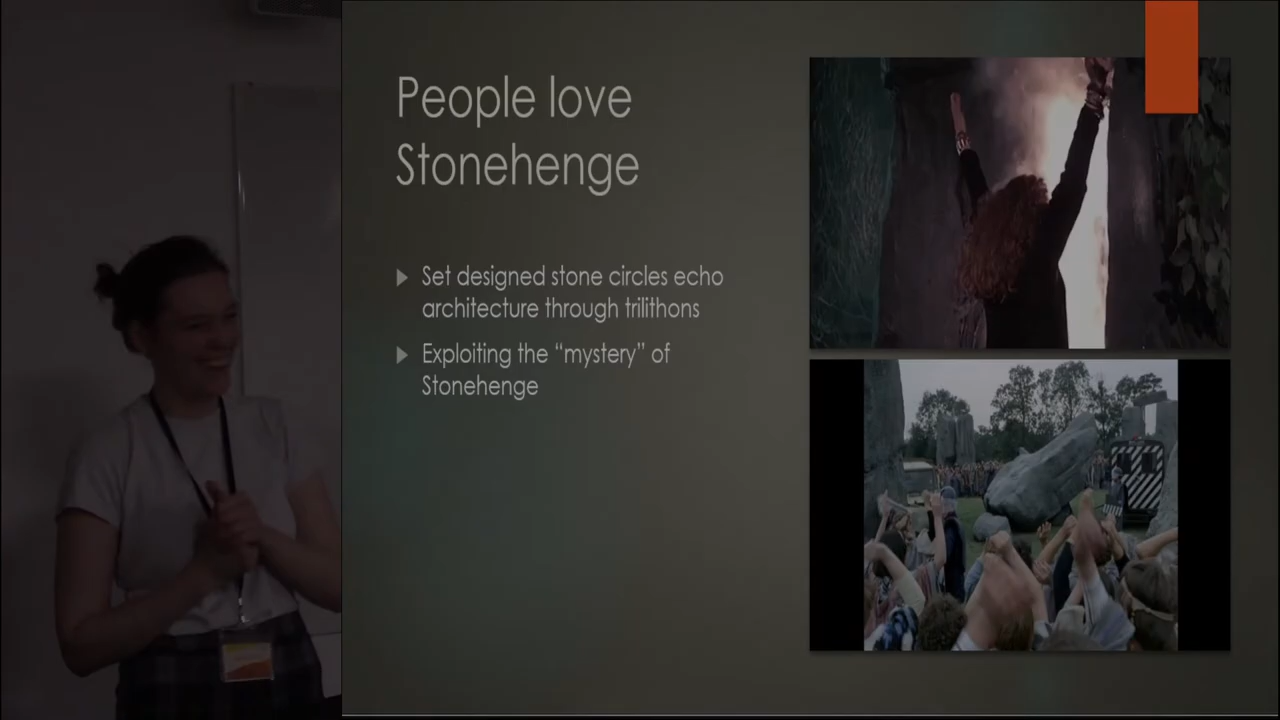 People love
Stonehenge
Set designed stone circles echo
architecture through trilithons
Exploiting the “mystery” of
Stonehenge